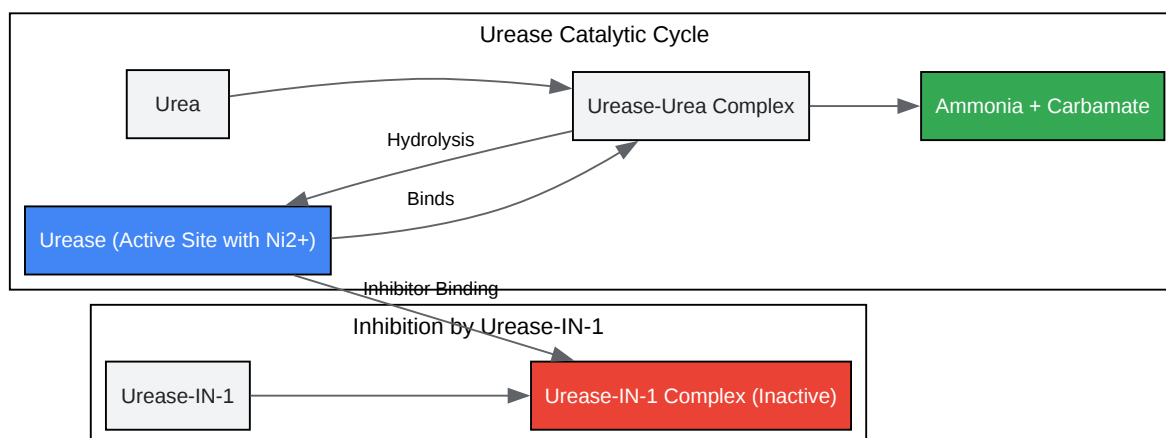 Urease Catalytic Cycle
Urea
Urease-Urea Complex
Ammonia + Carbamate
Hydrolysis
Binds
Urease (Active Site with Ni2+)
Inhibitor Binding
Inhibition by Urease-IN-1
Urease-IN-1
Urease-IN-1 Complex (Inactive)